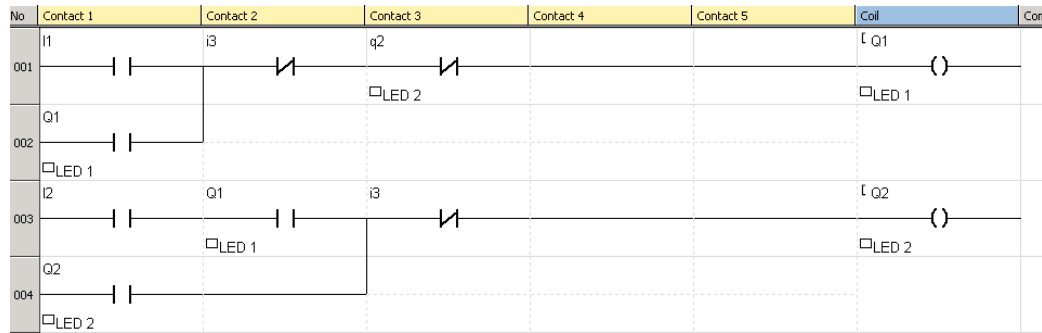 No Contact 1 Contact 2 Contact 3 Contact 4 Contact 5 Coil Com
I1 i3 q2 [ Q1
001
LED 2 LED 1
Q1
002
LED 1
I2 Q1 i3 [ Q2
003
LED 1 LED 2
Q2
004
LED 2